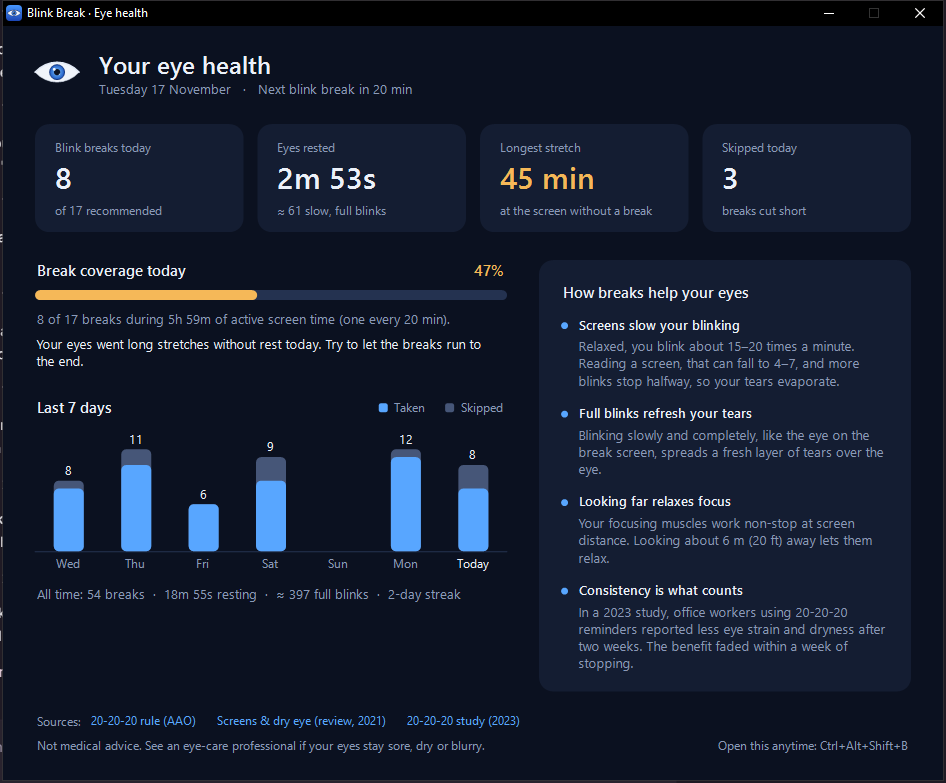 Blink Break · Eye health
Your eye health
Tuesday 17 November · Next blink break in 20 min
Blink breaks today
8
of 17 recommended
Eyes rested
2m 53s
≈ 61 slow, full blinks
Longest stretch
45 min
at the screen without a break
Skipped today
3
breaks cut short
Break coverage today
47%
8 of 17 breaks during 5h 59m of active screen time (one every 20 min).
Your eyes went long stretches without rest today. Try to let the breaks run to
the end.
Last 7 days
Taken
Skipped
8
11
6
9
12
8
Wed
Thu
Fri
Sat
Sun
Mon
Today
All time: 54 breaks · 18m 55s resting · ≈ 397 full blinks · 2-day streak
How breaks help your eyes
Screens slow your blinking
Relaxed, you blink about 15–20 times a minute.
Reading a screen, that can fall to 4–7, and more
blinks stop halfway, so your tears evaporate.
Full blinks refresh your tears
Blinking slowly and completely, like the eye on the
break screen, spreads a fresh layer of tears over the
eye.
Looking far relaxes focus
Your focusing muscles work non-stop at screen
distance. Looking about 6 m (20 ft) away lets them
relax.
Consistency is what counts
In a 2023 study, office workers using 20-20-20
reminders reported less eye strain and dryness after
two weeks. The benefit faded within a week of
stopping.
Sources: 20-20-20 rule (AAO) Screens & dry eye (review, 2021) 20-20-20 study (2023)
Not medical advice. See an eye-care professional if your eyes stay sore, dry or blurry.
Open this anytime: Ctrl+Alt+Shift+B